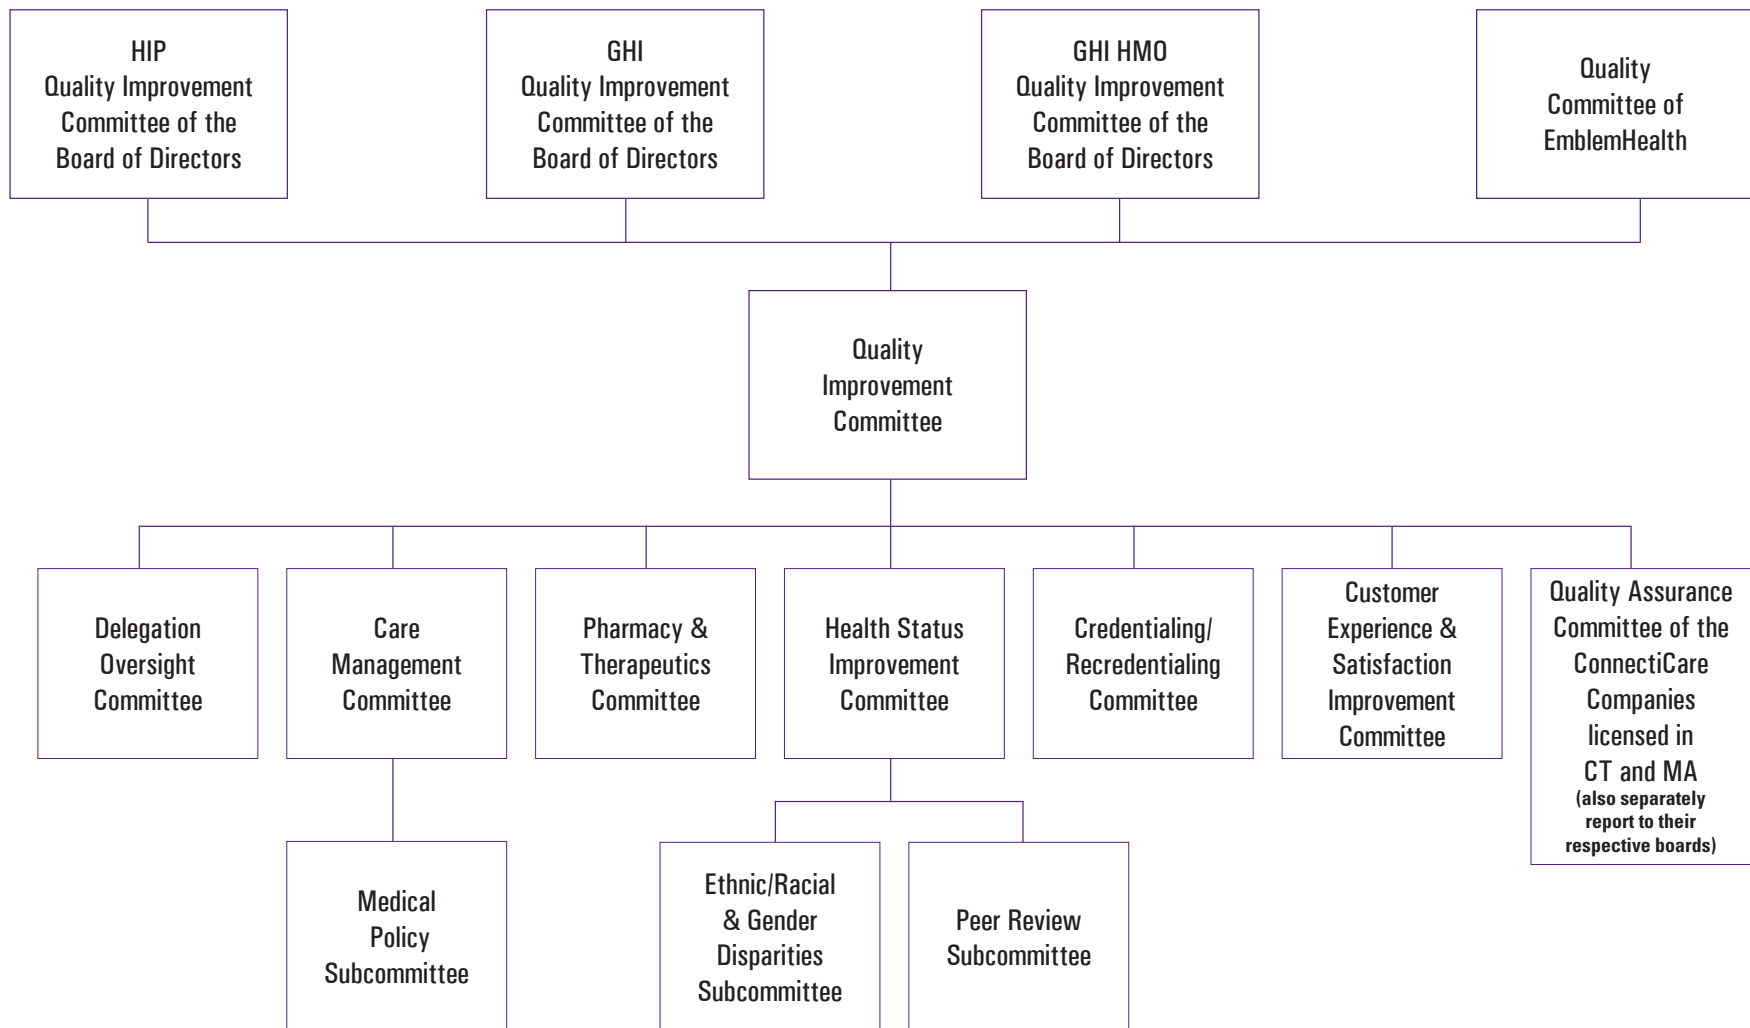 HIP
Quality Improvement
Committee of the
Board of Directors
GHI
Quality Improvement
Committee of the
Board of Directors
GHI HMO
Quality Improvement
Committee of the
Board of Directors
Quality
Committee of
EmblemHealth
Quality
Improvement
Committee
Delegation
Oversight
Committee
Care
Management
Committee
Pharmacy &
Therapeutics
Committee
Health Status
Improvement
Committee
Credentialing/
Recredentialing
Committee
Customer
Experience &
Satisfaction
Improvement
Committee
Quality Assurance
Committee of the
ConnectiCare
Companies
licensed in
CT and MA
(also separately
report to their
respective boards)
Medical
Policy
Subcommittee
Ethnic/Racial
& Gender
Disparities
Subcommittee
Peer Review
Subcommittee